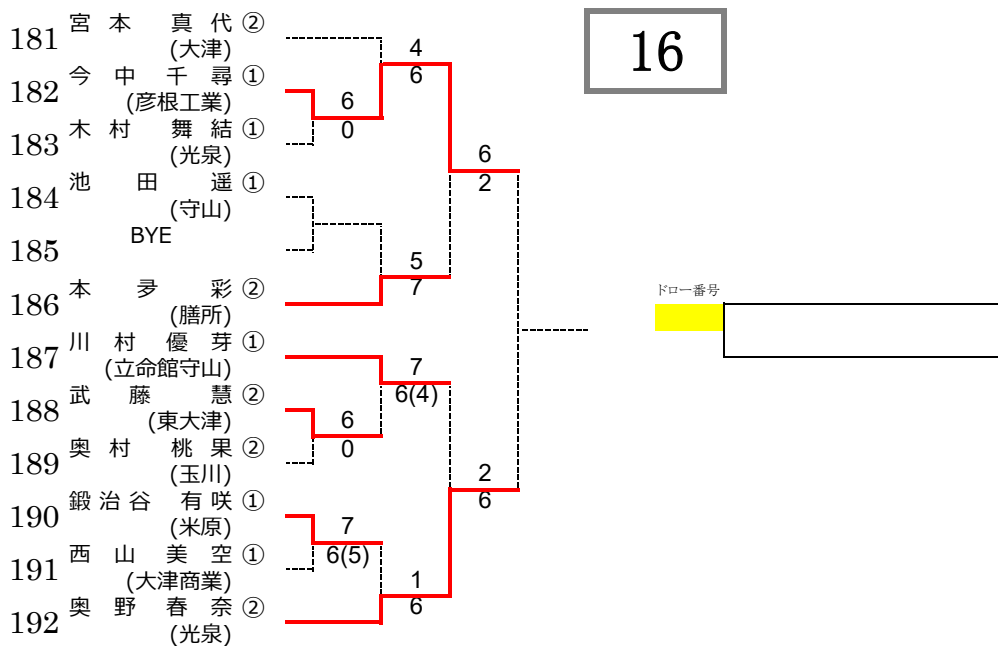 16
181 宮本 真代 ②
(大津)
4
6
182 今中千尋 ①
(彦根工業)
6
0
183 木村 舞結 ①
(光泉)
6
2
184 池田 遥 ①
(守山)
185 BYE
5
7
186 本多 彩 ②
(膳所)
ドロー番号
187 川村優芽 ①
(立命館守山)
7
6(4)
188 武藤 慧 ②
(東大津)
6
0
189 奥村 桃果 ②
(玉川)
2
6
190 鍛治谷 有咲 ①
(米原)
7
6(5)
191 西山 美空 ①
(大津商業)
1
6
192 奥野 春奈 ②
(光泉)